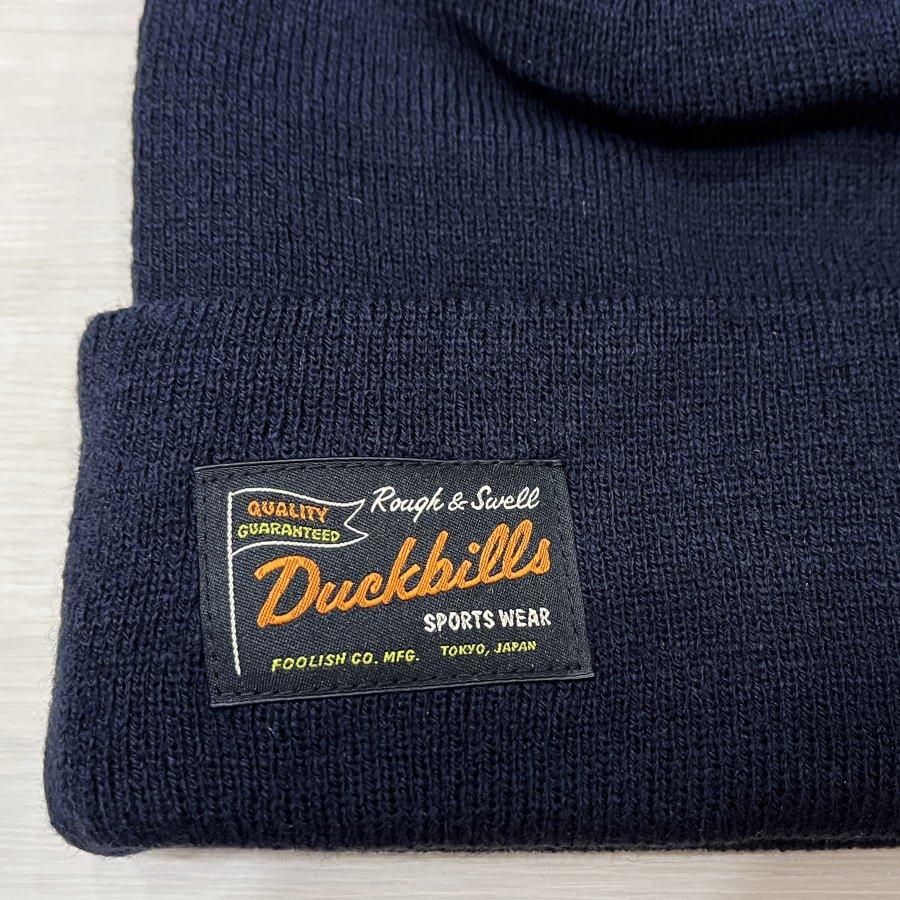 Rough & Swell
QUALITY
GUARANTEED
Duckbills
SPORTS WEAR
FOOLISH CO. MFG. TOKYO, JAPAN